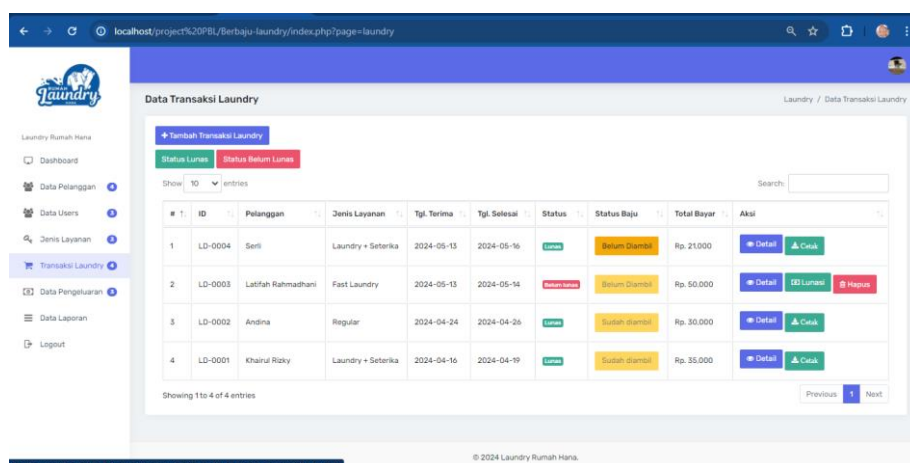 localhost/project%20PBL/Berbaju-laundry/index.php?page=laundry
RUMAH
Laundry
Data Transaksi Laundry
Laundry / Data Transaksi Laundry
Laundry Rumah Hana
Dashboard
Data Pelanggan 4
Data Users 3
Jenis Layanan 3
Transaksi Laundry 4
Data Pengeluaran 3
Data Laporan
Logout
+ Tambah Transaksi Laundry
Status Lunas Status Belum Lunas
Show 10 entries
Search:
# ID Pelanggan Jenis Layanan Tgl. Terima Tgl. Selesai Status Status Baju Total Bayar Aksi
1 LD-0004 Serli Laundry + Seterika 2024-05-13 2024-05-16 Lunas Belum Diambil Rp. 21.000 Detail Cetak
2 LD-0003 Latifah Rahmadhani Fast Laundry 2024-05-13 2024-05-14 Belum lunas Belum Diambil Rp. 50.000 Detail Lunasi Hapus
3 LD-0002 Andina Regular 2024-04-24 2024-04-26 Lunas Sudah diambil Rp. 30.000 Detail Cetak
4 LD-0001 Khairul Rizky Laundry + Seterika 2024-04-16 2024-04-19 Lunas Sudah diambil Rp. 35.000 Detail Cetak
Showing 1 to 4 of 4 entries
Previous 1 Next
© 2024 Laundry Rumah Hana.